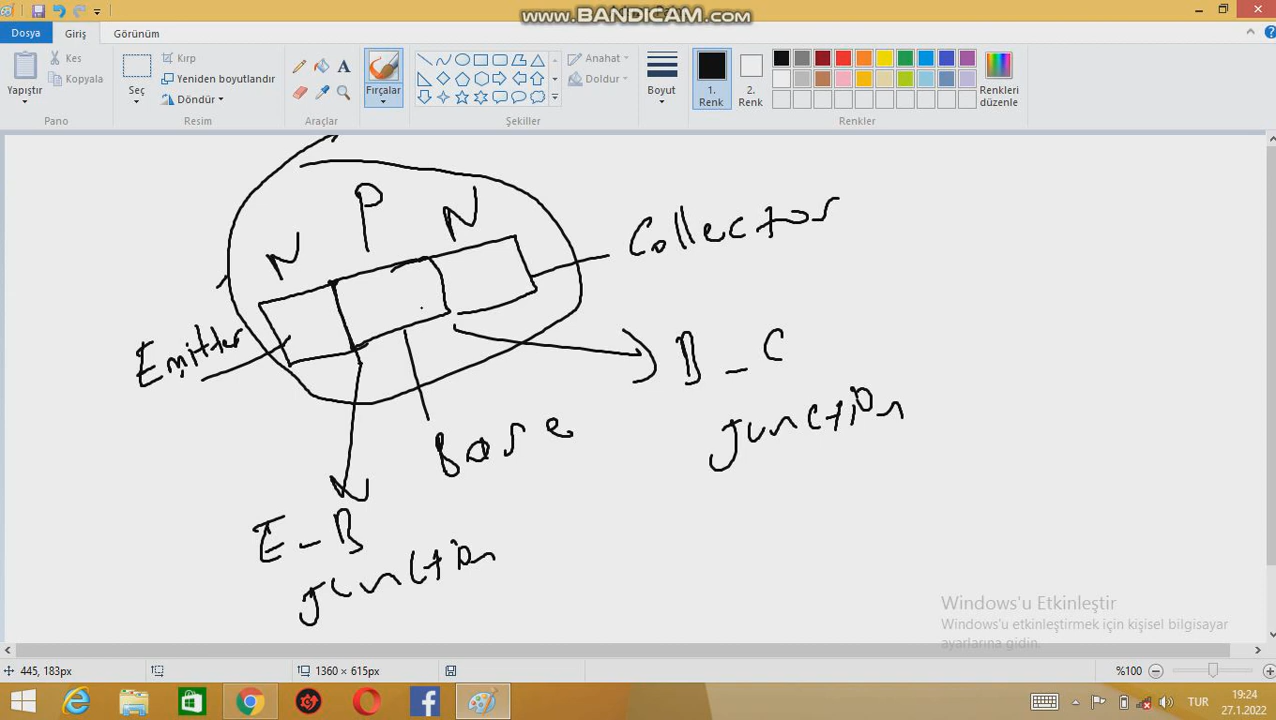 www.BANDICAM.com
Dosya Giriş Görünüm
Yapıştır
Kes
Kopyala
Pano
Seç
Kırp
Yeniden boyutlandır
Döndür
Resim
A
Araçlar
Fırçalar
Şekiller
Anahat
Doldur
Boyut
1. Renk
2. Renk
Renkler
Renkleri düzenle
N P N
Collector
Emitter
B_C
junction
Base
E-B
junction
Windows'u Etkinleştir
Windows'u etkinleştirmek için kişisel bilgisayar
ayarlarına gidin.
445, 183px
1360 × 615px
%100
TUR
19:24
27.1.2022